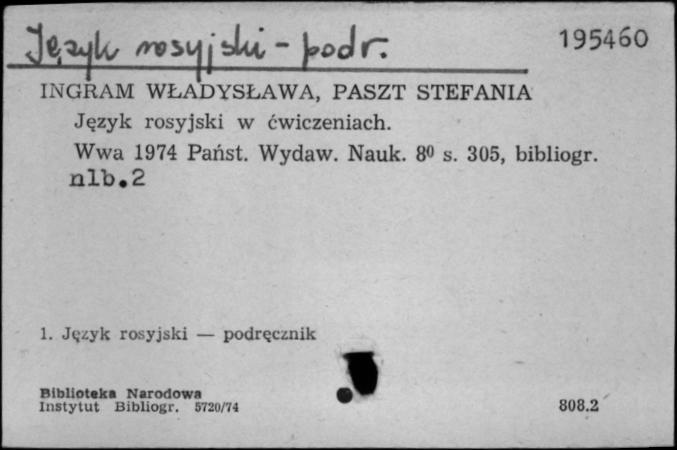 Język rosyjski - podr.
195460
INGRAM WŁADYSŁAWA, PASZT STEFANIA
Język rosyjski w ćwiczeniach.
Wwa 1974 Państ. Wydaw. Nauk. 8⁰ s. 305, bibliogr.
nlb.2
1. Język rosyjski — podręcznik
Biblioteka Narodowa
Instytut Bibliogr. 5720/74
808.2